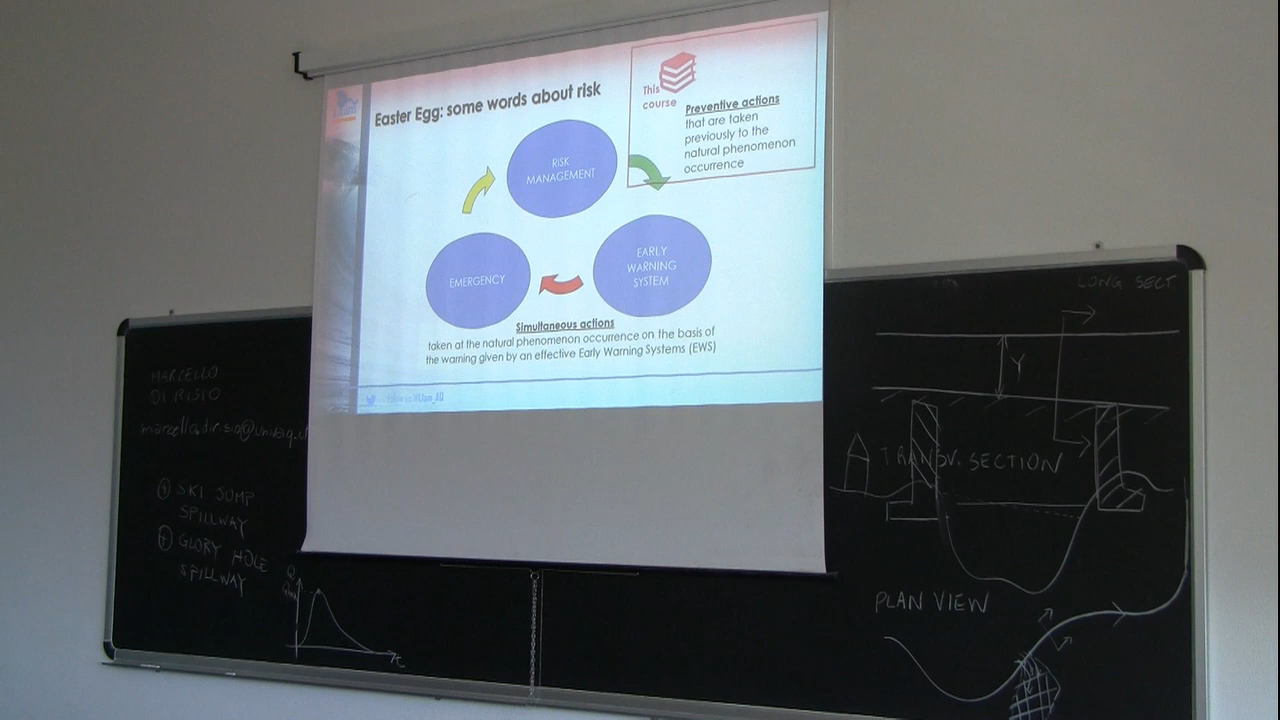 Easter Egg: some words about risk
This
course
Preventive actions
that are taken
previously to the
natural phenomenon
occurrence
RISK
MANAGEMENT
EARLY
WARNING
SYSTEM
EMERGENCY
Simultaneous actions
taken at the natural phenomenon occurrence on the basis of
the warning given by an effective Early Warning Systems (EWS)
MARCELLO
DI RISIO
SKI JUMP
SPILLWAY
GLORY HOLE
SPILLWAY
Q
t
LONG SECT
Y
TRANSV. SECTION
PLAN VIEW